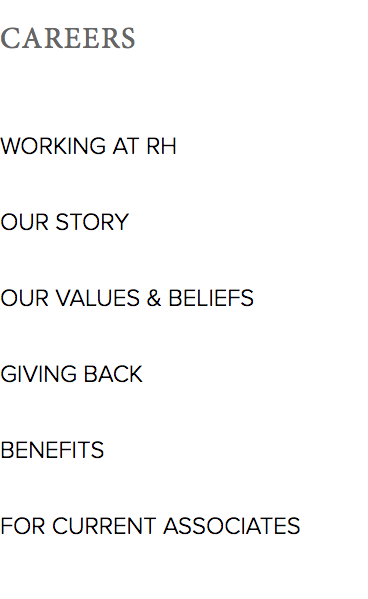 CAREERS
WORKING AT RH
OUR STORY
OUR VALUES & BELIEFS
GIVING BACK
BENEFITS
FOR CURRENT ASSOCIATES